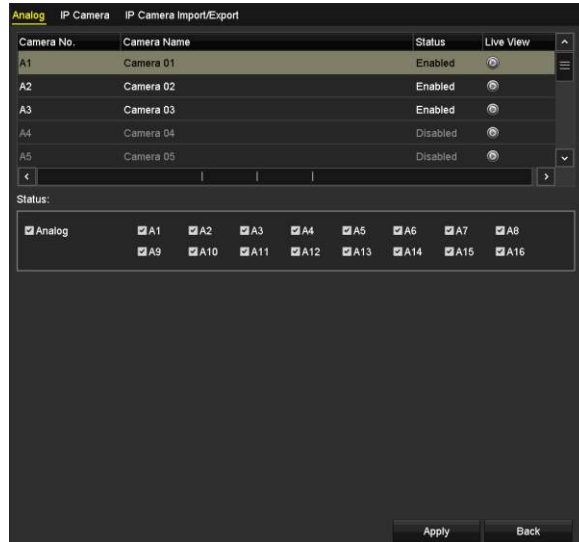 Analog IP Camera IP Camera Import/Export
Camera No. Camera Name Status Live View
A1 Camera 01 Enabled
A2 Camera 02 Enabled
A3 Camera 03 Enabled
A4 Camera 04 Disabled
A5 Camera 05 Disabled
Status:
Analog A1 A2 A3 A4 A5 A6 A7 A8
A9 A10 A11 A12 A13 A14 A15 A16
Apply Back